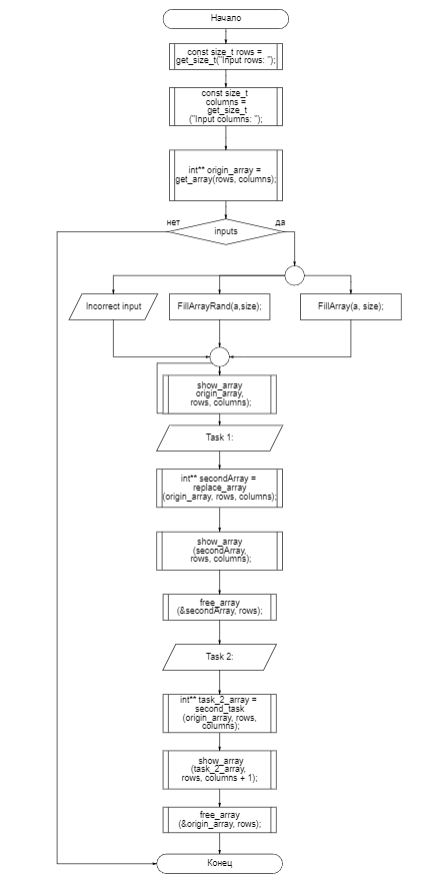 Начало
const size_t rows =
get_size_t("Input rows: ");
const size_t
columns =
get_size_t
("Input columns: ");
int** origin_array =
get_array(rows, columns);
нет
да
inputs
Incorrect input
FillArrayRand(a,size);
FillArray(a, size);
show_array
origin_array,
rows, columns);
Task 1:
int** secondArray =
replace_array
(origin_array, rows, columns);
show_array
(secondArray,
rows, columns);
free_array
(&secondArray, rows);
Task 2:
int** task_2_array =
second_task
(origin_array, rows,
columns);
show_array
(task_2_array,
rows, columns + 1);
free_array
(&origin_array, rows);
Конец